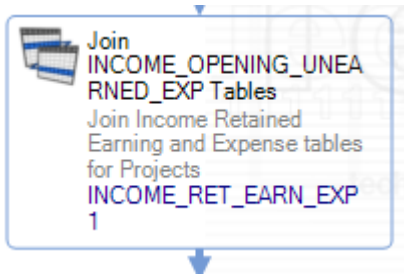 Join
INCOME_OPENING_UNEA
RNED_EXP Tables
Join Income Retained
Earning and Expense tables
for Projects
INCOME_RET_EARN_EXP
1